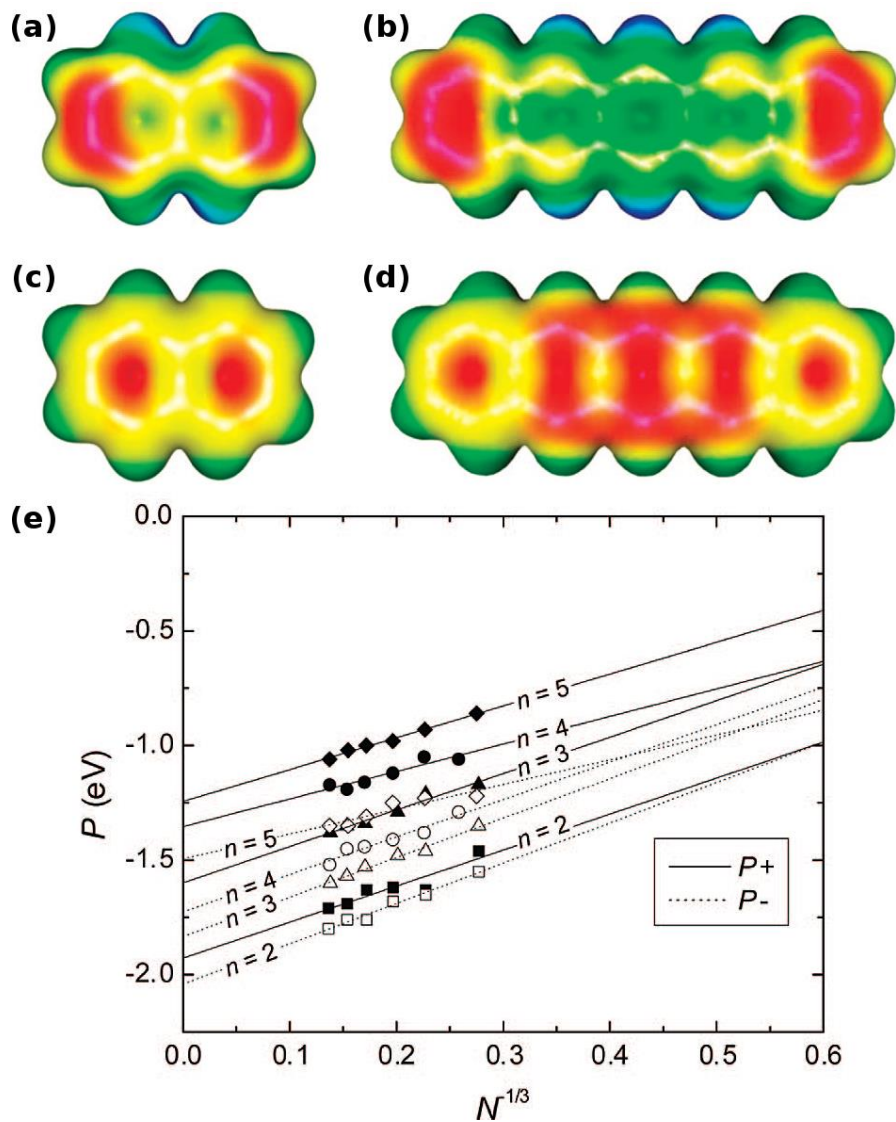 (a)
(b)
(c)
(d)
(e)
0.0
-0.5
-1.0
-1.5
-2.0
P (eV)
n = 5
n = 4
n = 3
n = 2
n = 5
n = 4
n = 3
n = 2
P+
P-
0.0 0.1 0.2 0.3 0.4 0.5 0.6
N^{-1/3}